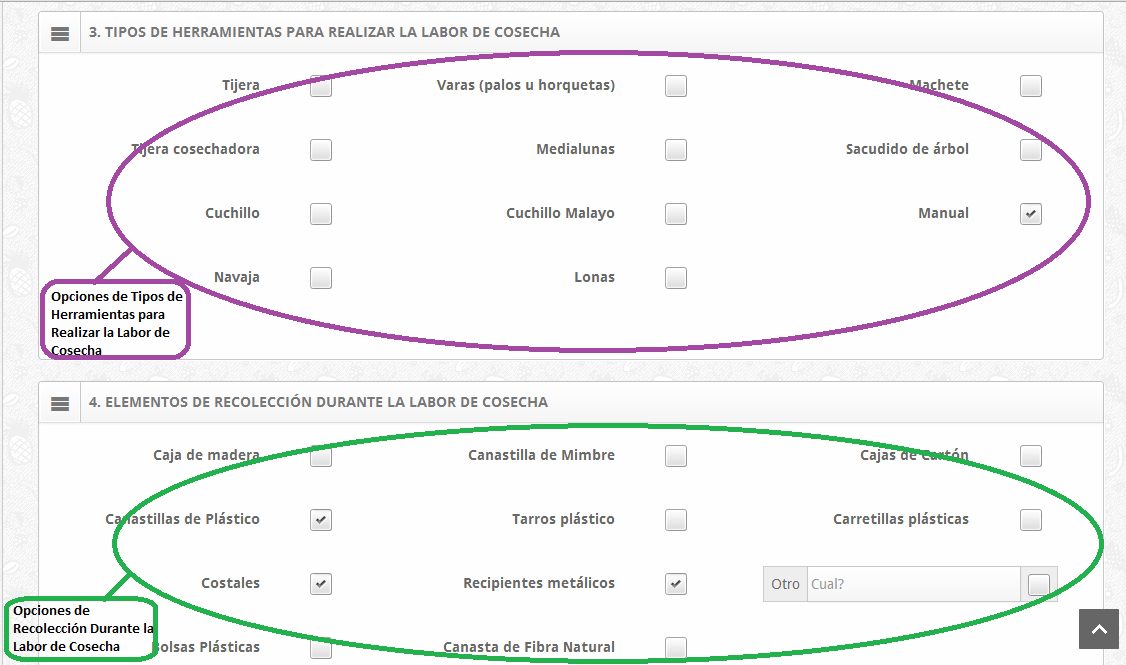 3. TIPOS DE HERRAMIENTAS PARA REALIZAR LA LABOR DE COSECHA
Tijera Varas (palos u horquetas) Machete
Tijera cosechadora Medialunas Sacudido de árbol
Cuchillo Cuchillo Malayo Manual
Navaja Lonas
Opciones de Tipos de
Herramientas para
Realizar la Labor de
Cosecha
4. ELEMENTOS DE RECOLECCIÓN DURANTE LA LABOR DE COSECHA
Caja de madera Canastilla de Mimbre Cajas de Cartón
Canastillas de Plástico Tarros plástico Carretillas plásticas
Costales Recipientes metálicos Otro Cual?
Opciones de
Recolección Durante la
Labor de Cosecha
Bolsas Plásticas Canasta de Fibra Natural